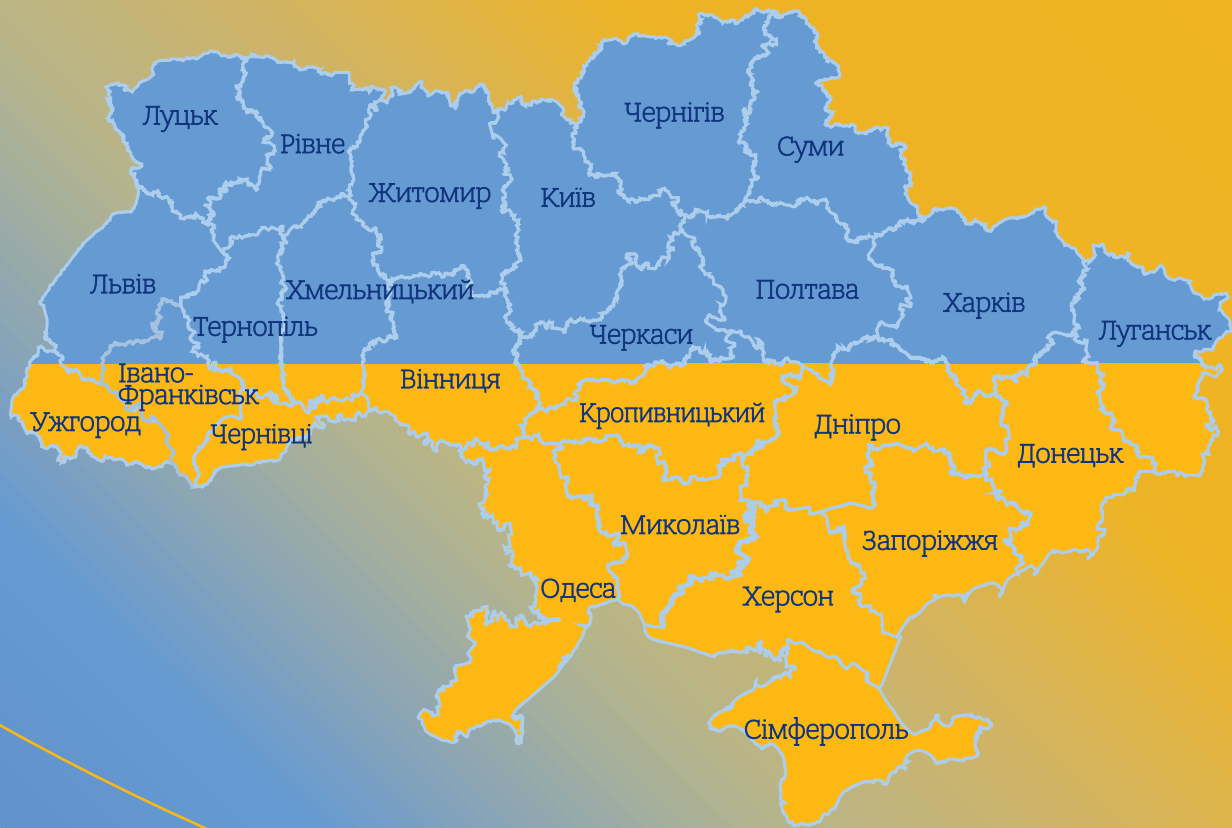 Чернігів
Луцьк
Рівне
Суми
Житомир
Київ
Львів
Хмельницький
Полтава
Харків
Тернопіль
Черкаси
Луганськ
Івано-
Франківськ
Вінниця
Ужгород
Чернівці
Кропивницький
Дніпро
Донецьк
Миколаїв
Запоріжжя
Одеса
Херсон
Сімферополь